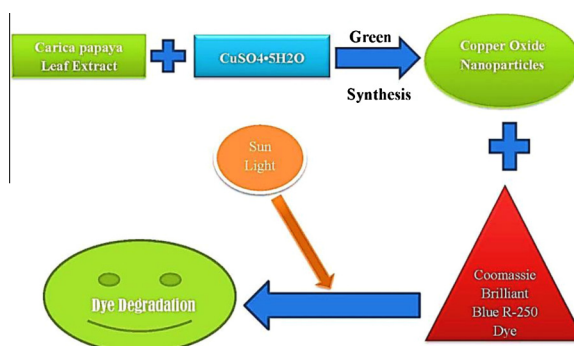 Carica papaya
Leaf Extract
CuSO4•5H2O
Green
Synthesis
Copper Oxide
Nanoparticles
Sun
Light
Coomassie
Brilliant
Blue R-250
Dye
Dye Degradation